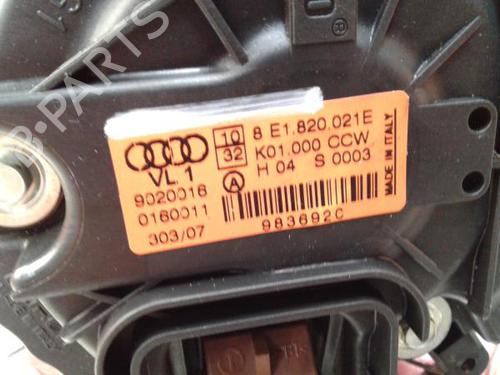 B-PARTS
10
32
8 E1.820.021E
K01.000 CCW
H 04 S 0003
VL 1
A
9020016
0160011
303/07
983692C
MADE IN ITALY